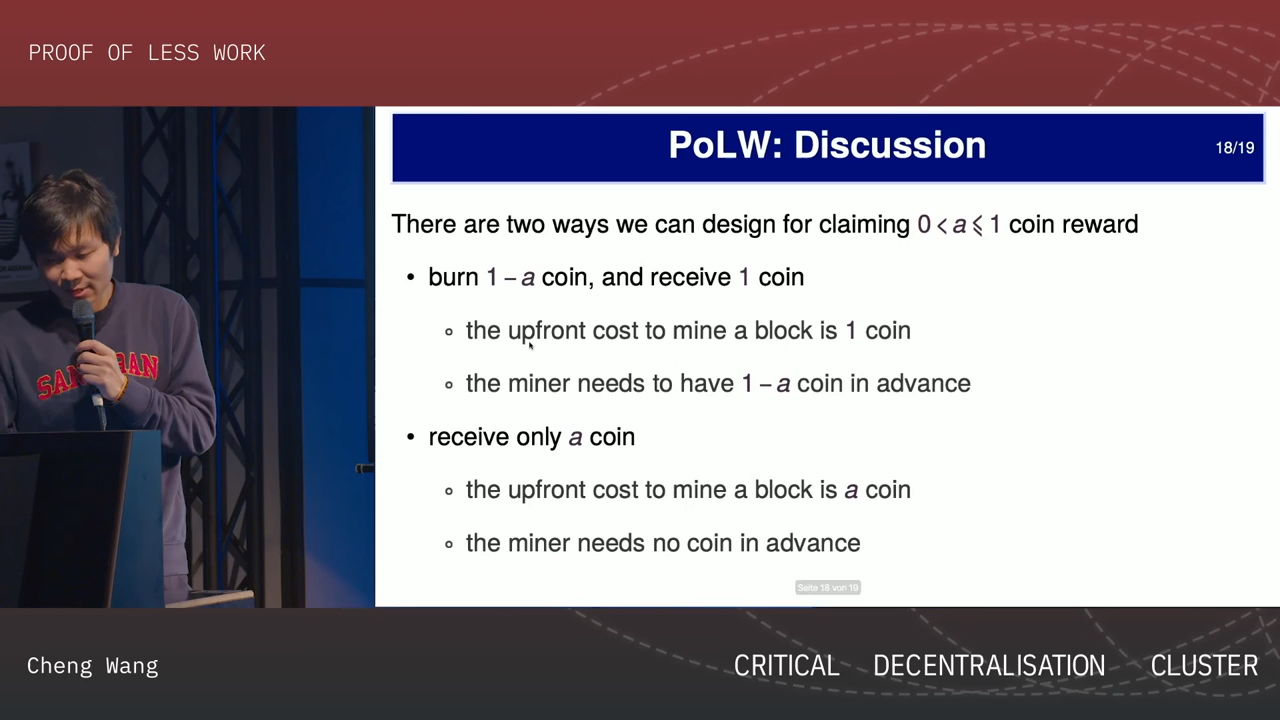 PROOF OF LESS WORK
PoLW: Discussion
18/19
There are two ways we can design for claiming 0 < a ⩽ 1 coin reward
• burn 1 – a coin, and receive 1 coin
◦ the upfront cost to mine a block is 1 coin
◦ the miner needs to have 1 – a coin in advance
• receive only a coin
◦ the upfront cost to mine a block is a coin
◦ the miner needs no coin in advance
Seite 18 von 19
Cheng Wang
CRITICAL DECENTRALISATION CLUSTER